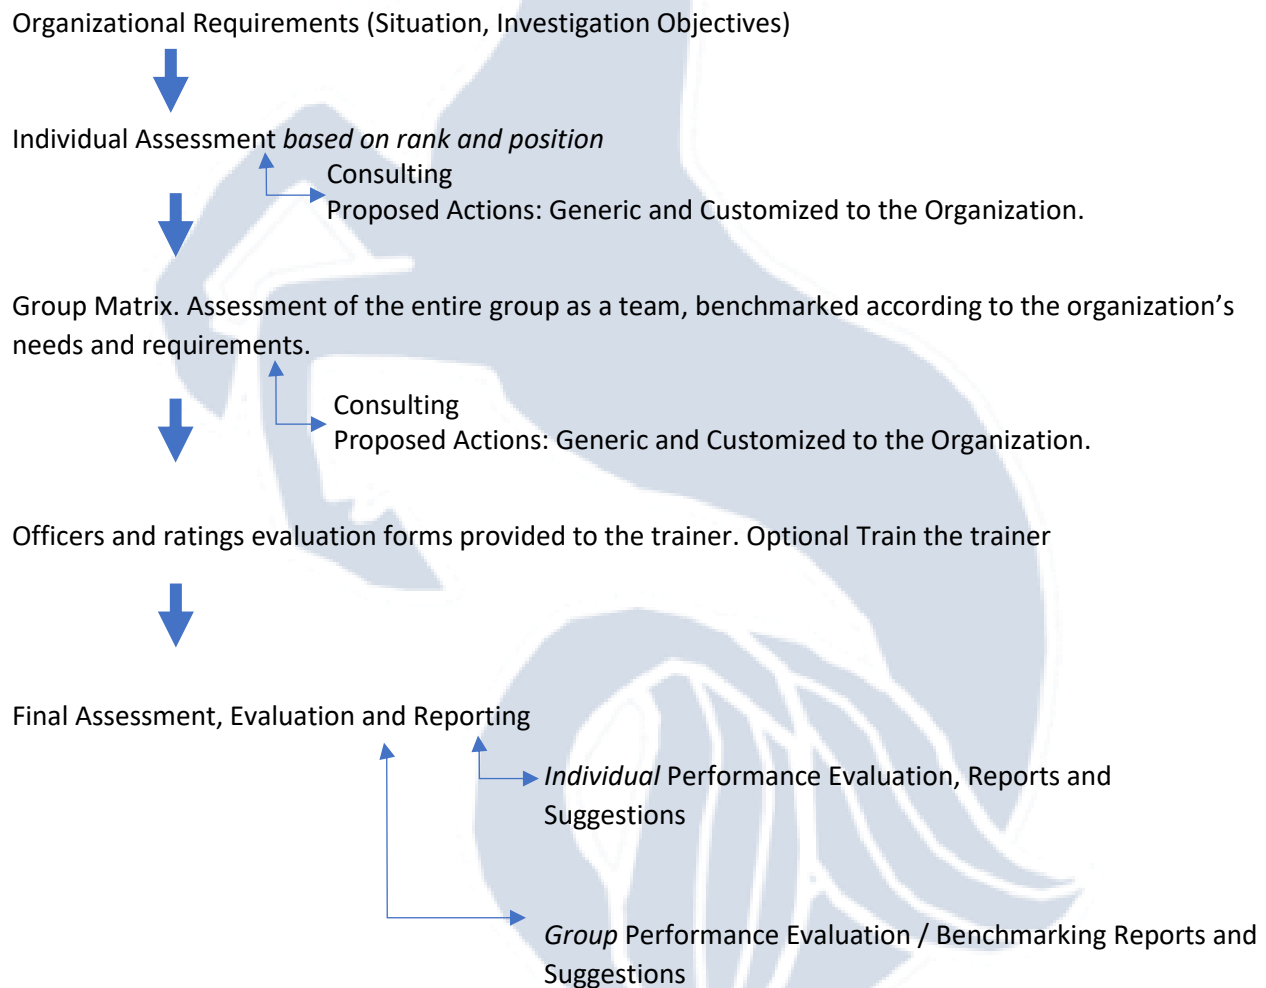 Organizational Requirements (Situation, Investigation Objectives)
Individual Assessment based on rank and position
Consulting
Proposed Actions: Generic and Customized to the Organization.
Group Matrix. Assessment of the entire group as a team, benchmarked according to the organization’s
needs and requirements.
Consulting
Proposed Actions: Generic and Customized to the Organization.
Officers and ratings evaluation forms provided to the trainer. Optional Train the trainer
Final Assessment, Evaluation and Reporting
Individual Performance Evaluation, Reports and
Suggestions
Group Performance Evaluation / Benchmarking Reports and
Suggestions